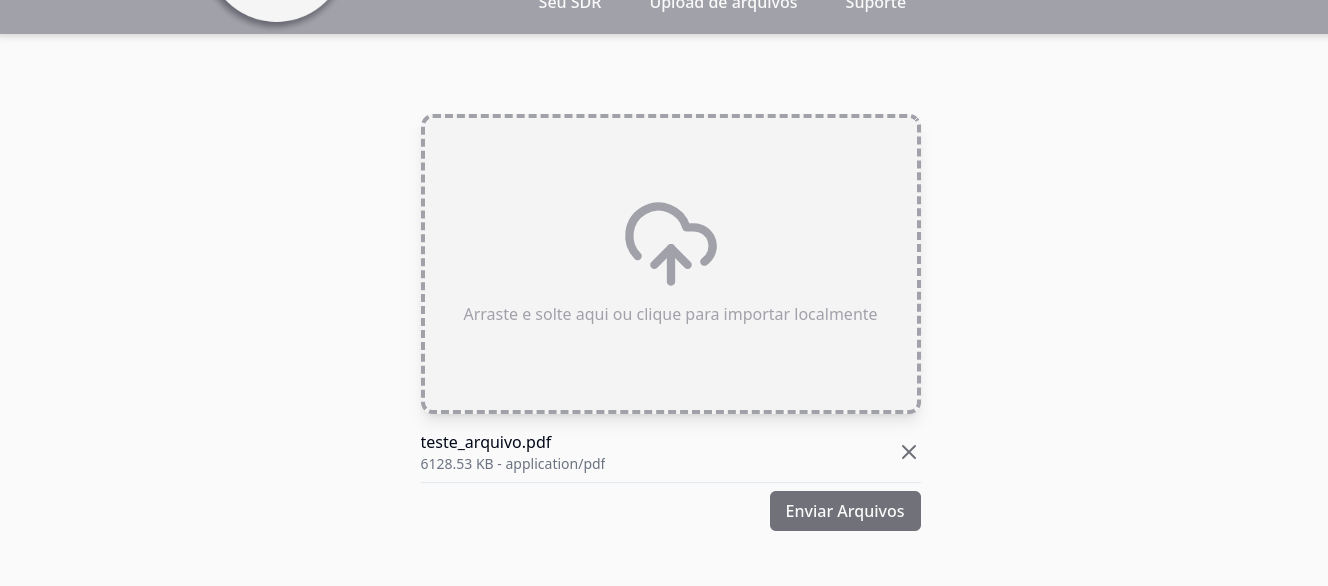 Seu SDR
Upload de arquivos
Suporte
Arraste e solte aqui ou clique para importar localmente
teste_arquivo.pdf
6128.53 KB - application/pdf
Enviar Arquivos